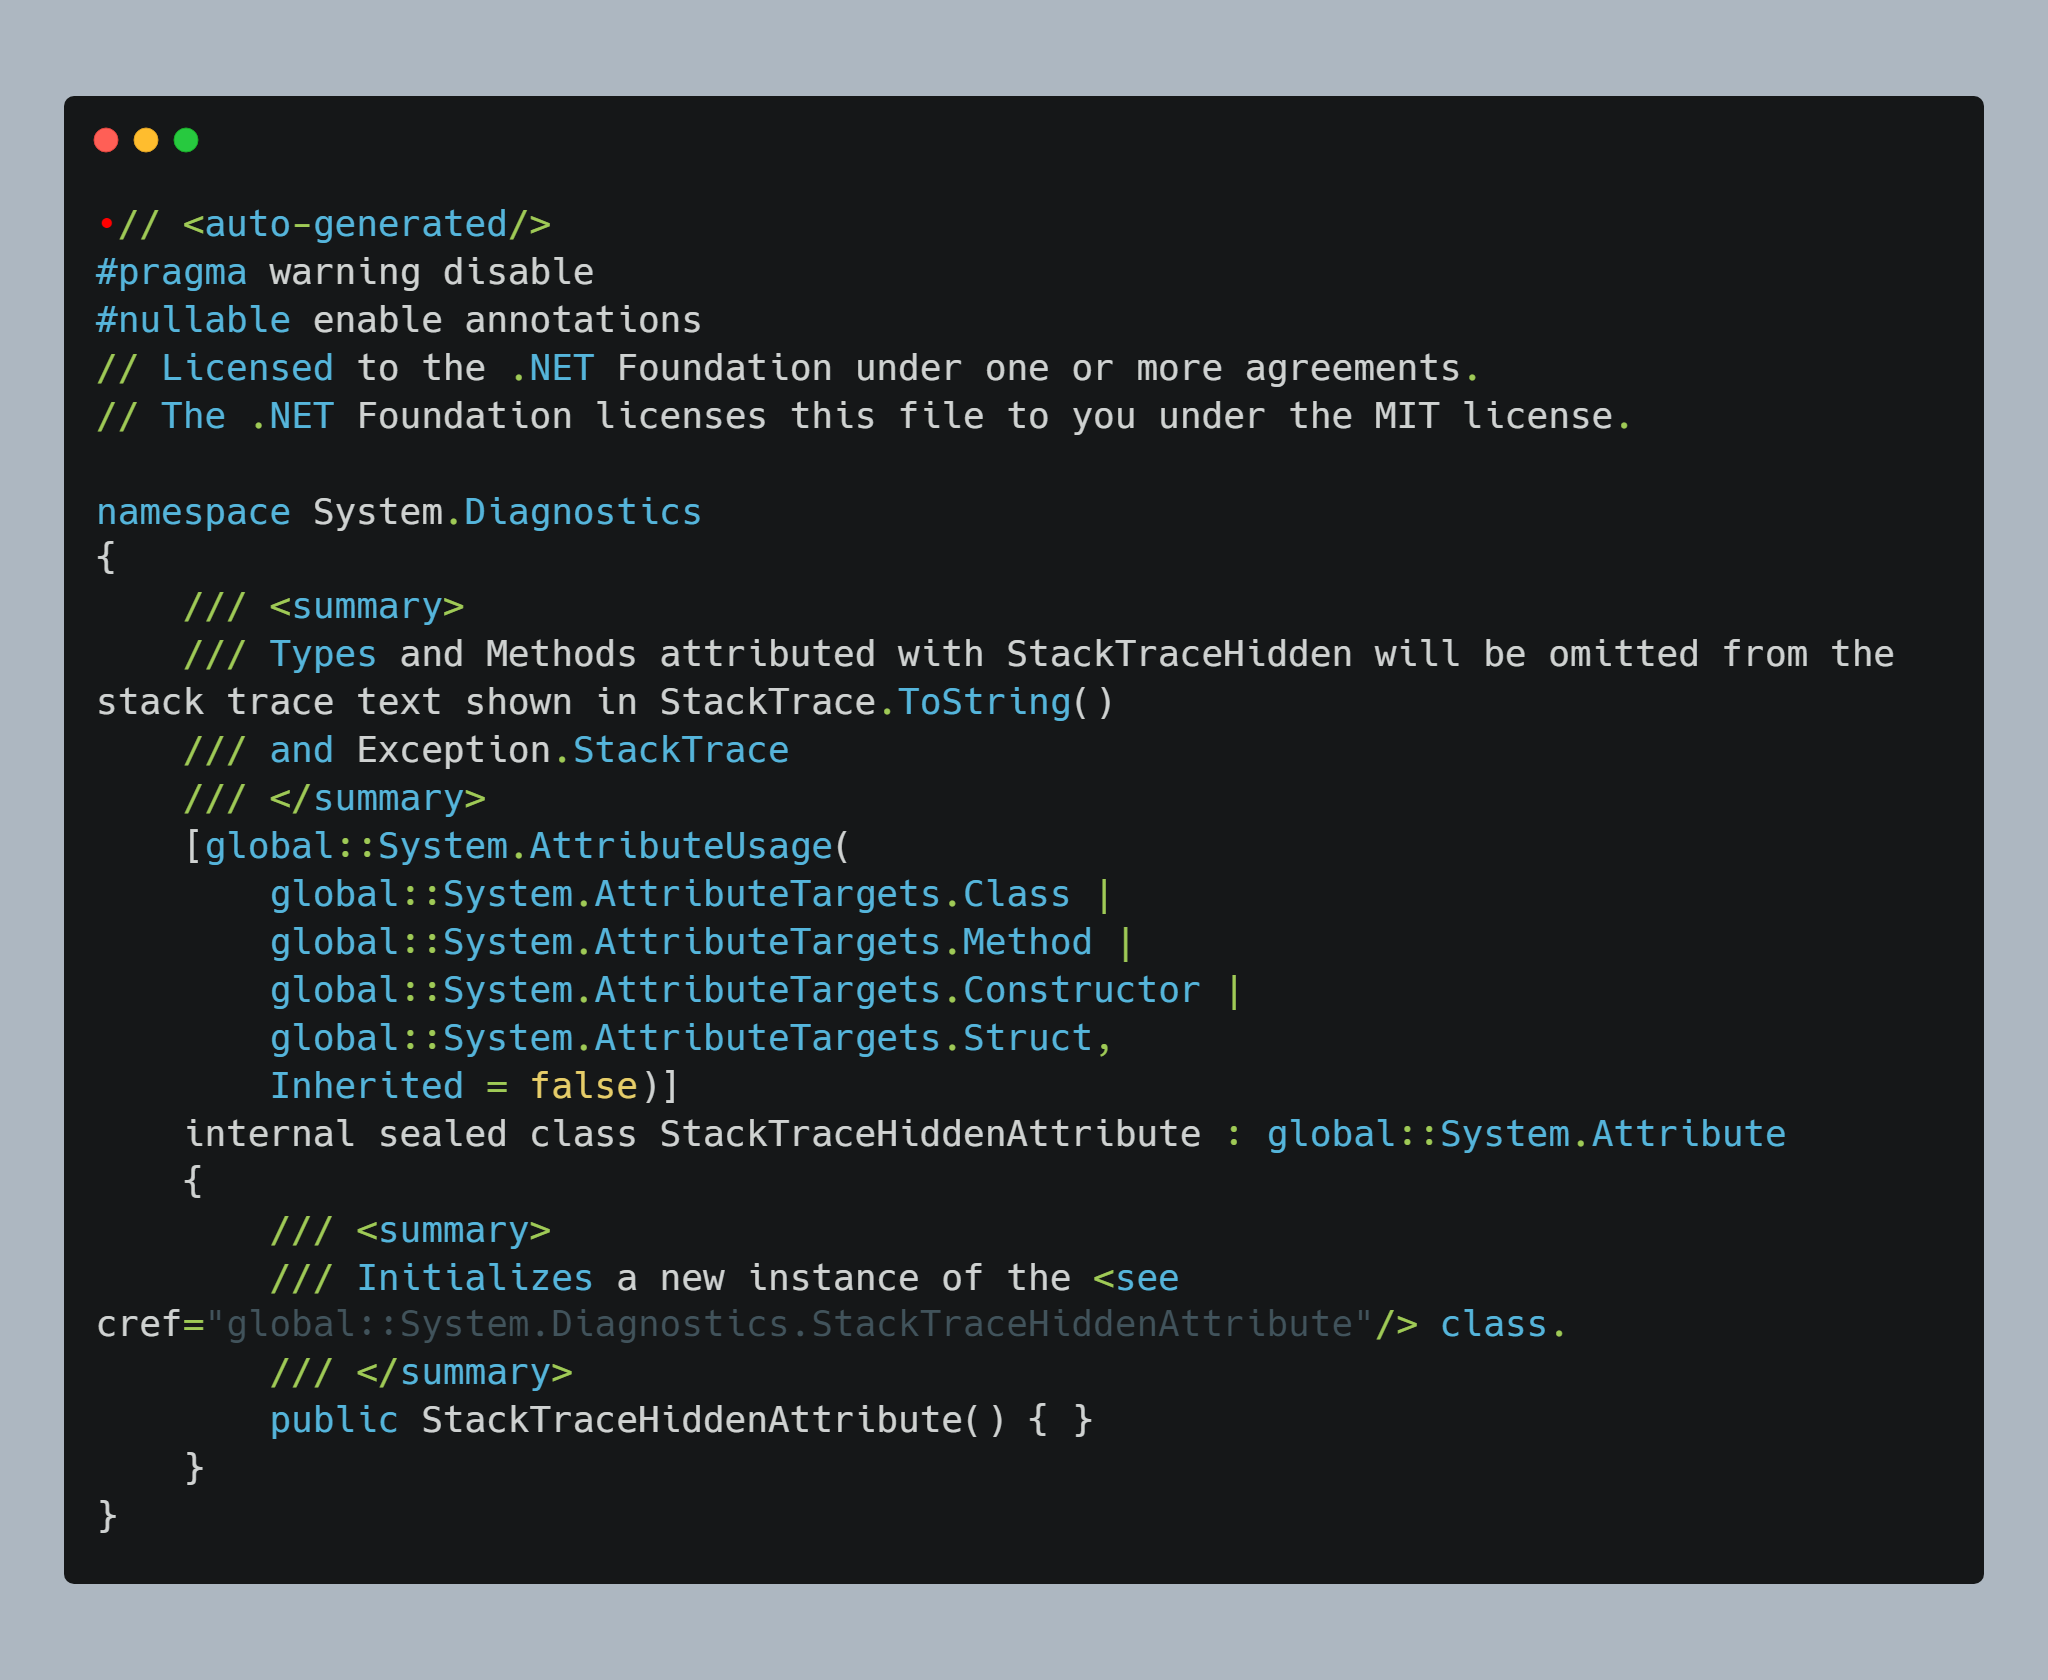 •// <auto-generated/>
#pragma warning disable
#nullable enable annotations
// Licensed to the .NET Foundation under one or more agreements.
// The .NET Foundation licenses this file to you under the MIT license.

namespace System.Diagnostics
{
    /// <summary>
    /// Types and Methods attributed with StackTraceHidden will be omitted from the
stack trace text shown in StackTrace.ToString()
    /// and Exception.StackTrace
    /// </summary>
    [global::System.AttributeUsage(
        global::System.AttributeTargets.Class |
        global::System.AttributeTargets.Method |
        global::System.AttributeTargets.Constructor |
        global::System.AttributeTargets.Struct,
        Inherited = false)]
    internal sealed class StackTraceHiddenAttribute : global::System.Attribute
    {
        /// <summary>
        /// Initializes a new instance of the <see
cref="global::System.Diagnostics.StackTraceHiddenAttribute"/> class.
        /// </summary>
        public StackTraceHiddenAttribute() { }
    }
}